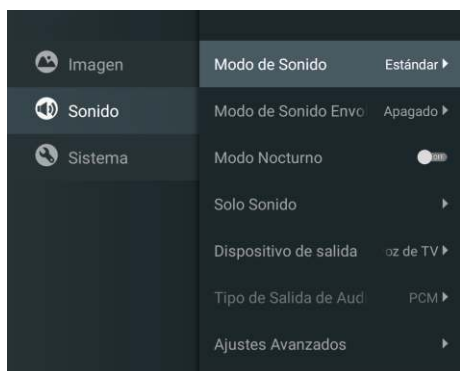 Imagen
Sonido
Sistema
Modo de Sonido Estándar
Modo de Sonido Envo Apagado
Modo Nocturno OFF
Solo Sonido
Dispositivo de salida oz de TV
Tipo de Salida de Aud PCM
Ajustes Avanzados